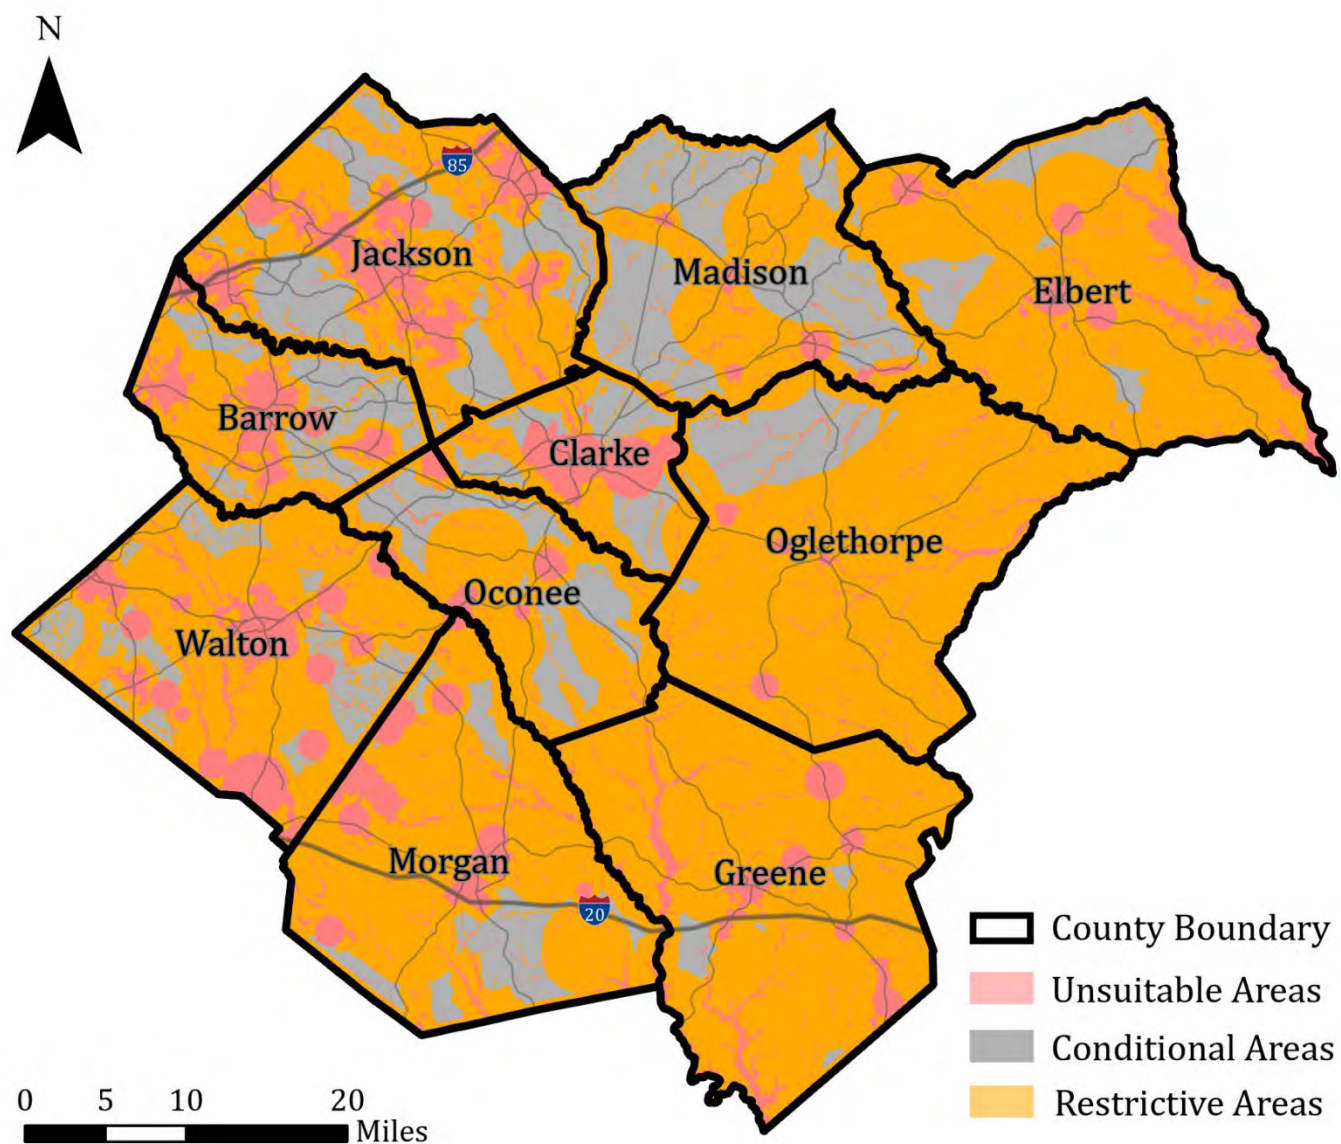 N
85
Jackson
Madison
Elbert
Barrow
Clarke
Oglethorpe
Oconee
Walton
Morgan
Greene
20
County Boundary
Unsuitable Areas
Conditional Areas
Restrictive Areas
0 5 10 20
Miles